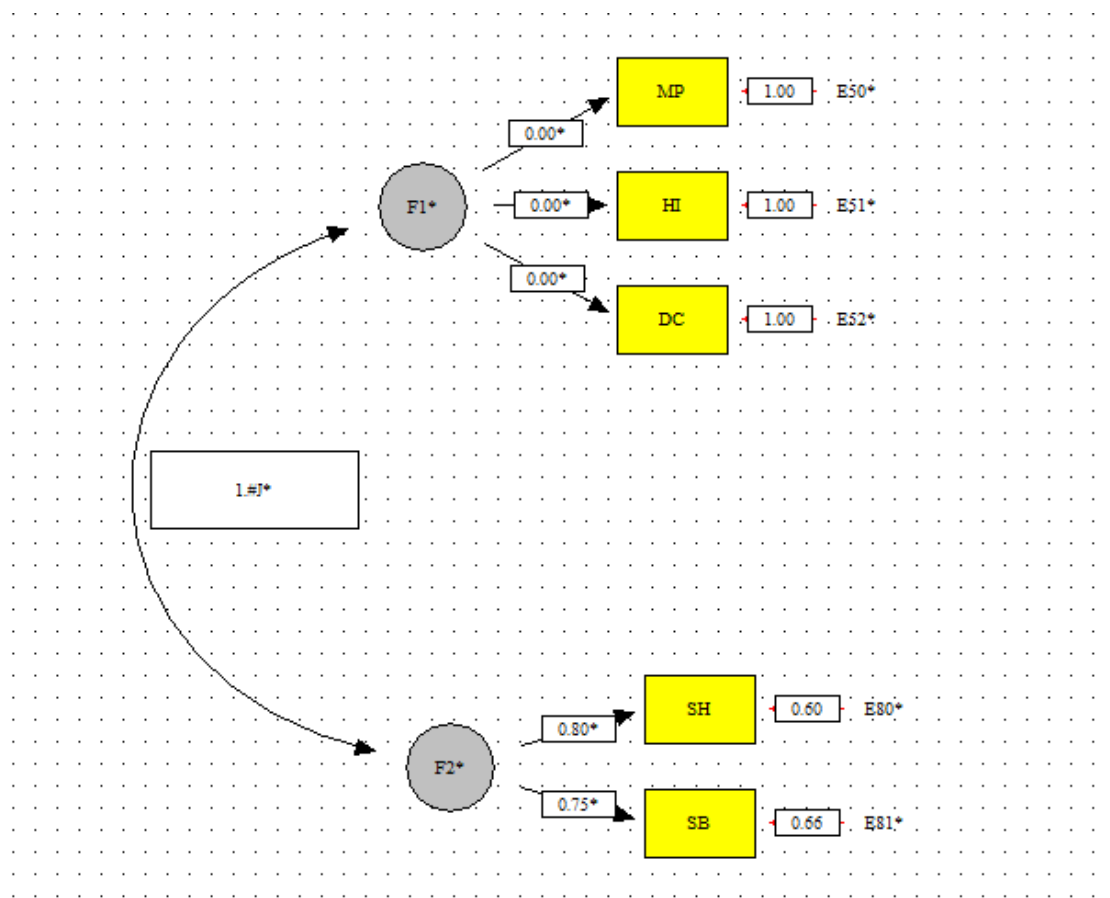 MP
1.00
E50*
0.00*
F1*
0.00*
HI
1.00
E51*
0.00*
DC
1.00
E52*
1.#J*
SH
0.60
E80*
0.80*
F2*
0.75*
SB
0.66
E81*